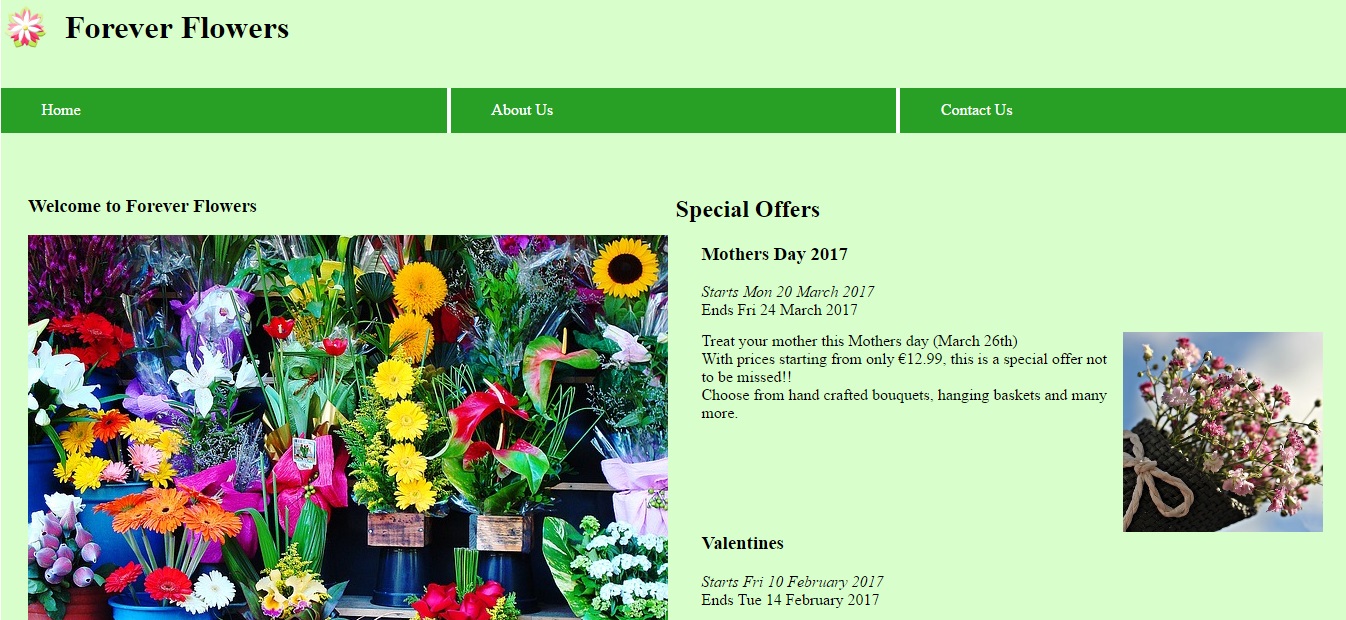 Forever Flowers
Home
About Us
Contact Us
Welcome to Forever Flowers
Special Offers
Mothers Day 2017
Starts Mon 20 March 2017
Ends Fri 24 March 2017
Treat your mother this Mothers day (March 26th)
With prices starting from only €12.99, this is a special offer not
to be missed!!
Choose from hand crafted bouquets, hanging baskets and many
more.
Valentines
Starts Fri 10 February 2017
Ends Tue 14 February 2017